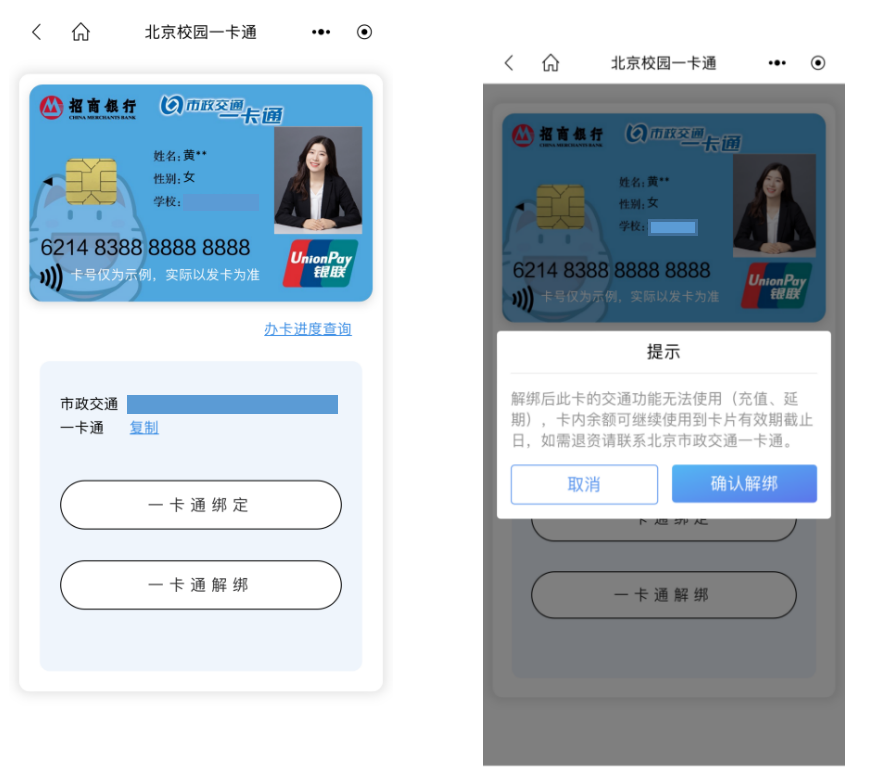 北京校园一卡通
招商银行
CHINA MERCHANTS BANK
市政交通一卡通
姓名:黄**
性别:女
学校:
6214 8388 8888 8888
卡号仅为示例，实际以发卡为准
UnionPay
银联
办卡进度查询
市政交通
一卡通 复制
一卡通绑定
一卡通解绑
北京校园一卡通
招商银行
CHINA MERCHANTS BANK
市政交通一卡通
姓名:黄**
性别:女
学校:
6214 8388 8888 8888
卡号仅为示例，实际以发卡为准
UnionPay
银联
提示
解绑后此卡的交通功能无法使用（充值、延
期），卡内余额可继续使用到卡片有效期截止
日，如需退资请联系北京市政交通一卡通。
取消 确认解绑
卡通绑定
一卡通解绑